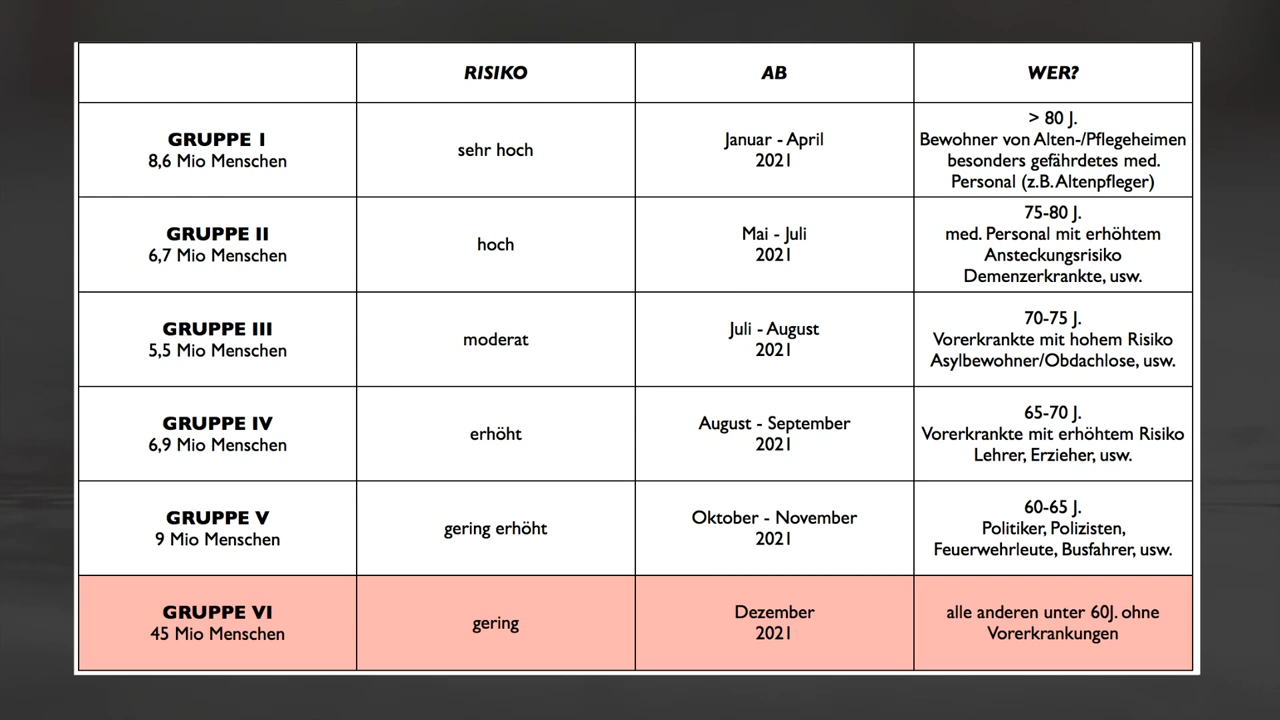 RISIKO
AB
WER?
GRUPPE I
8,6 Mio Menschen
sehr hoch
Januar - April
2021
> 80 J.
Bewohner von Alten-/Pflegeheimen
besonders gefährdetes med.
Personal (z.B. Altenpfleger)
GRUPPE II
6,7 Mio Menschen
hoch
Mai - Juli
2021
75-80 J.
med. Personal mit erhöhtem
Ansteckungsrisiko
Demenzerkrankte, usw.
GRUPPE III
5,5 Mio Menschen
moderat
Juli - August
2021
70-75 J.
Vorerkrankte mit hohem Risiko
Asylbewohner/Obdachlose, usw.
GRUPPE IV
6,9 Mio Menschen
erhöht
August - September
2021
65-70 J.
Vorerkrankte mit erhöhtem Risiko
Lehrer, Erzieher, usw.
GRUPPE V
9 Mio Menschen
gering erhöht
Oktober - November
2021
60-65 J.
Politiker, Polizisten,
Feuerwehrleute, Busfahrer, usw.
GRUPPE VI
45 Mio Menschen
gering
Dezember
2021
alle anderen unter 60J. ohne
Vorerkrankungen